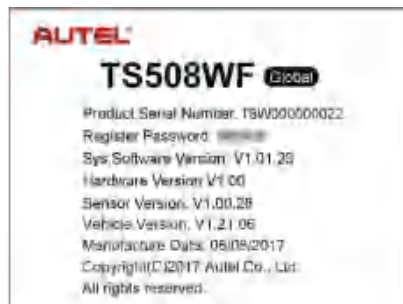 AUTEL
TS508WF Global
Product Serial Number: TSW000000022
Register Password:
Sys Software Version: V1.01.28
Hardware Version V1.00
Sensor Version: V1.00.28
Vehicle Version: V1.21.06
Manufacture Date: 06/08/2017
Copyright(C)2017 Autel Co., Ltd.
All rights reserved.